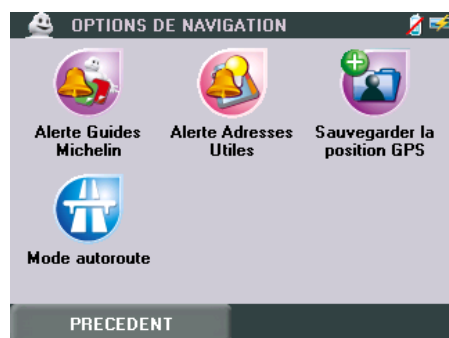 OPTIONS DE NAVIGATION
Alerte Guides
Michelin
Alerte Adresses
Utiles
Sauvegarder la
position GPS
Mode autoroute
PRECEDENT